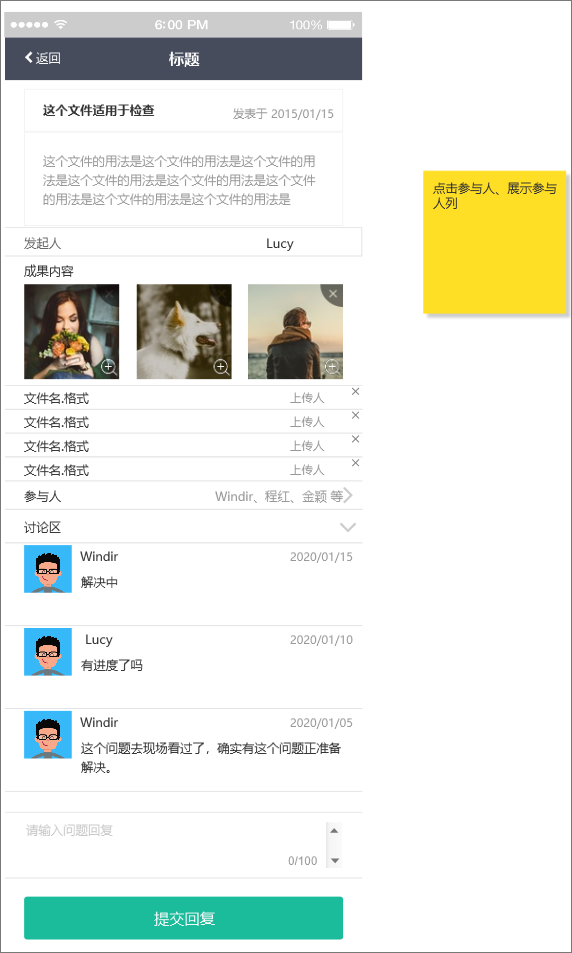 6:00 PM 100%
返回 标题
这个文件适用于检查 发表于 2015/01/15
这个文件的用法是这个文件的用法是这个文件的用
法是这个文件的用法是这个文件的用法是这个文件
的用法是这个文件的用法是这个文件的用法是
发起人 Lucy
成果内容
文件名.格式 上传人
文件名.格式 上传人
文件名.格式 上传人
文件名.格式 上传人
参与人 Windir、程红、金颖 等
讨论区
Windir 2020/01/15
解决中
Lucy 2020/01/10
有进度了吗
Windir 2020/01/05
这个问题去现场看过了，确实有这个问题正准备
解决。
请输入问题回复
0/100
提交回复
点击参与人、展示参与
人列